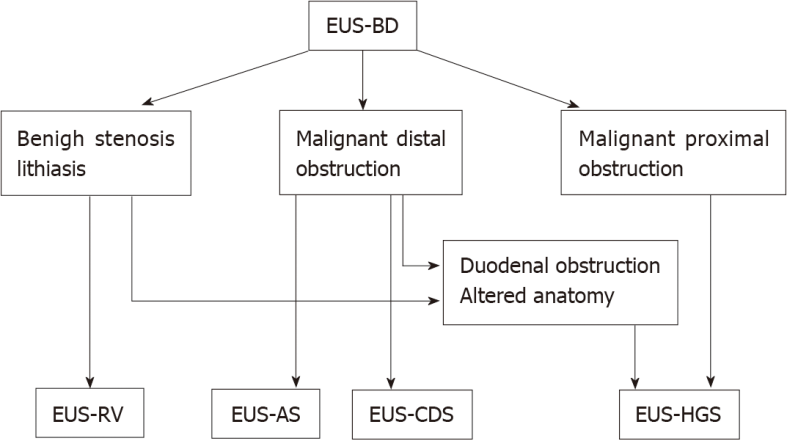 EUS-BD
Benigh stenosis
lithiasis
Malignant distal
obstruction
Malignant proximal
obstruction
Duodenal obstruction
Altered anatomy
EUS-RV
EUS-AS
EUS-CDS
EUS-HGS